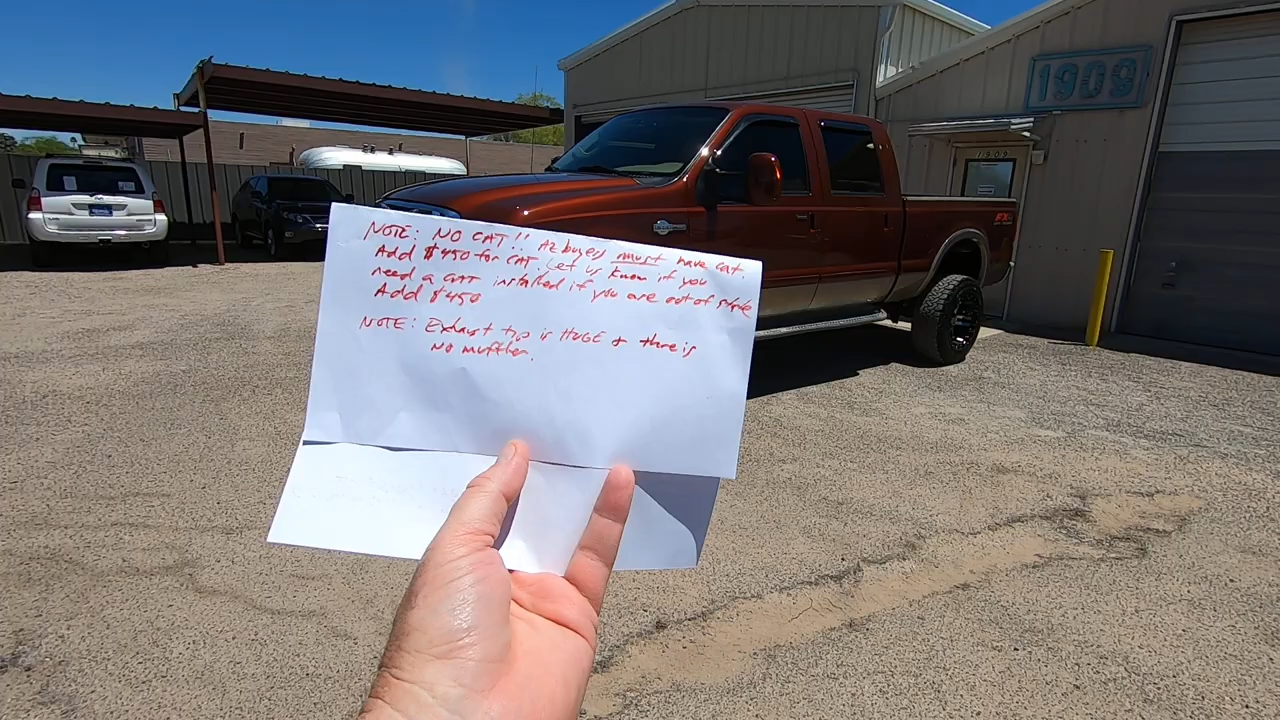 1909
1909
FX4
NOTE: NO CAT!! AZ buyers must have cat.
Add $450 for CAT. Let us know if you
need a CAT installed if you are out of state
Add $450
NOTE: Exhaust tip is HUGE & there is
NO muffler.